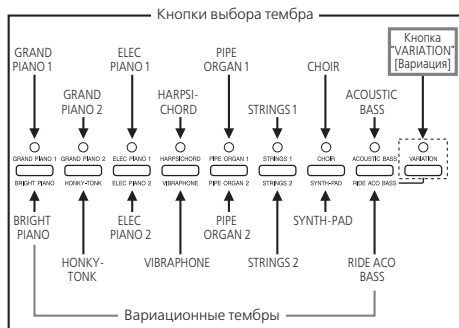 Кнопки выбора тембра
Кнопка
"VARIATION"
[Вариация]
GRAND
PIANO 1
ELEC
PIANO 1
PIPE
ORGAN 1
CHOIR
GRAND
PIANO 2
HARPSI-
CHORD
STRINGS 1
ACOUSTIC
BASS
GRAND PIANO 1 GRAND PIANO 2 ELEC PIANO 1 HARPSICHORD PIPE ORGAN 1 STRINGS 1 CHOIR ACOUSTIC BASS VARIATION
BRIGHT PIANO HONKY-TONK ELEC PIANO 2 VIBRAPHONE PIPE ORGAN 2 STRINGS 2 SYNTH-PAD RIDE ACO BASS
BRIGHT
PIANO
ELEC
PIANO 2
PIPE
ORGAN 2
SYNTH-PAD
HONKY-
TONK
VIBRAPHONE
STRINGS 2
RIDE ACO
BASS
Вариационные тембры